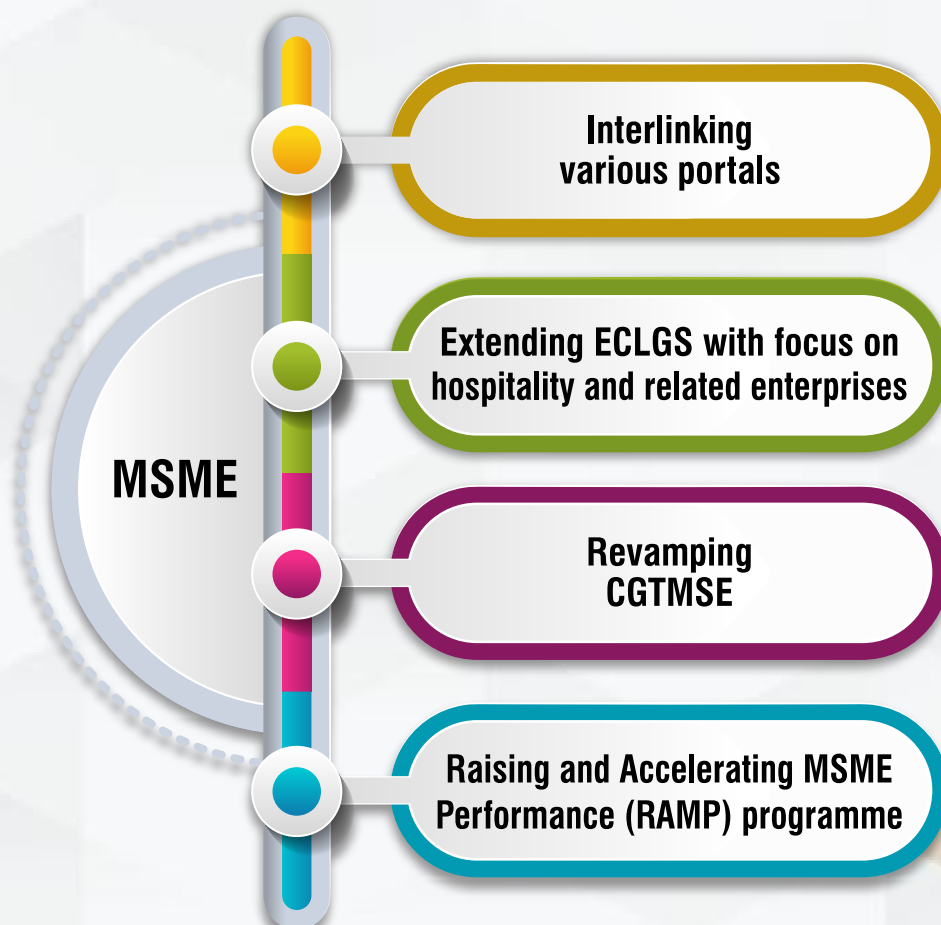 MSME
Interlinking
various portals
Extending ECLGS with focus on
hospitality and related enterprises
Revamping
CGTMSE
Raising and Accelerating MSME
Performance (RAMP) programme